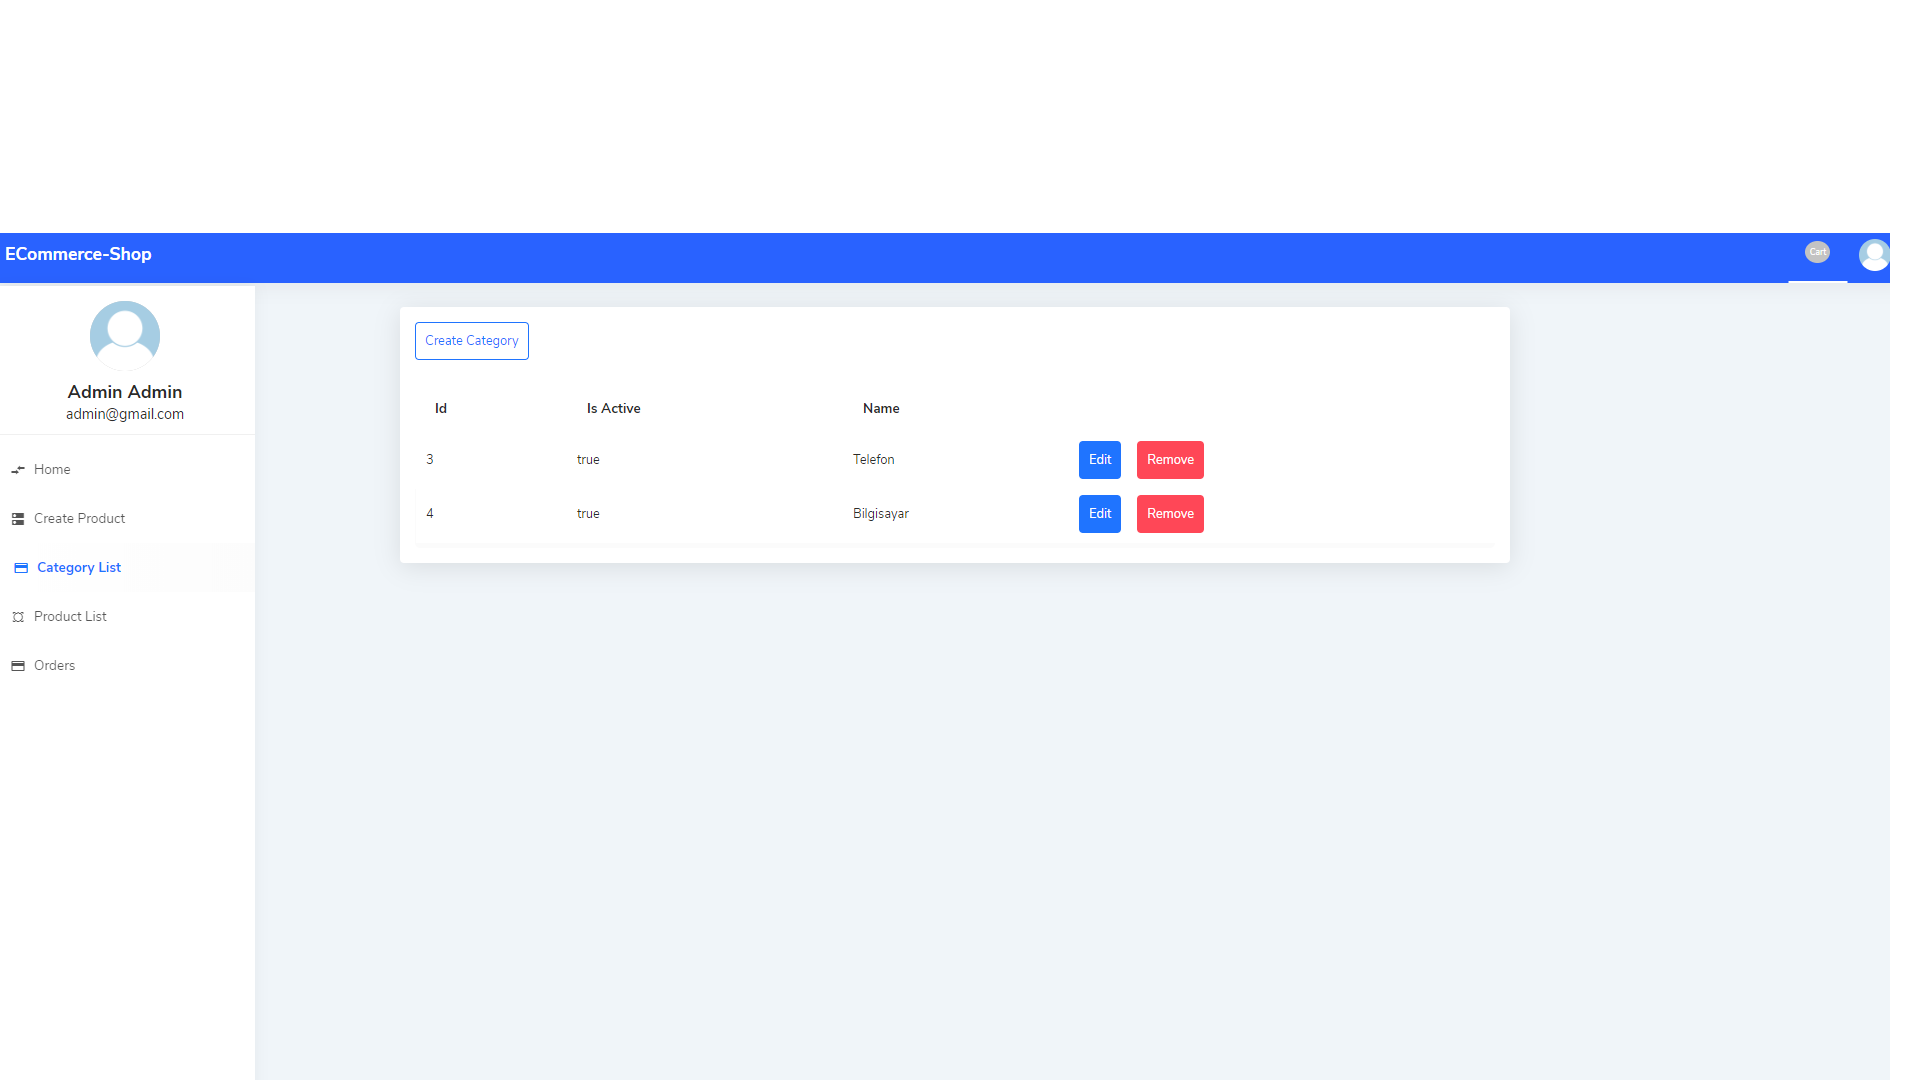 ECommerce-Shop
Cart
Admin Admin
admin@gmail.com
Home
Create Product
Category List
Product List
Orders
Create Category
Id Is Active Name
3 true Telefon Edit Remove
4 true Bilgisayar Edit Remove